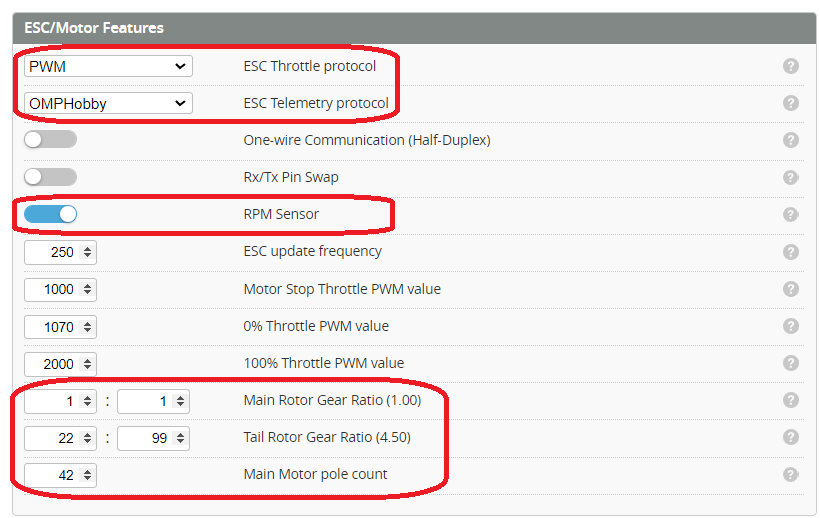 ESC/Motor Features
PWM ESC Throttle protocol ?
OMPHobby ESC Telemetry protocol ?
One-wire Communication (Half-Duplex) ?
Rx/Tx Pin Swap ?
RPM Sensor ?
250 ESC update frequency ?
1000 Motor Stop Throttle PWM value ?
1070 0% Throttle PWM value ?
2000 100% Throttle PWM value ?
1 : 1 Main Rotor Gear Ratio (1.00) ?
22 : 99 Tail Rotor Gear Ratio (4.50) ?
42 Main Motor pole count ?